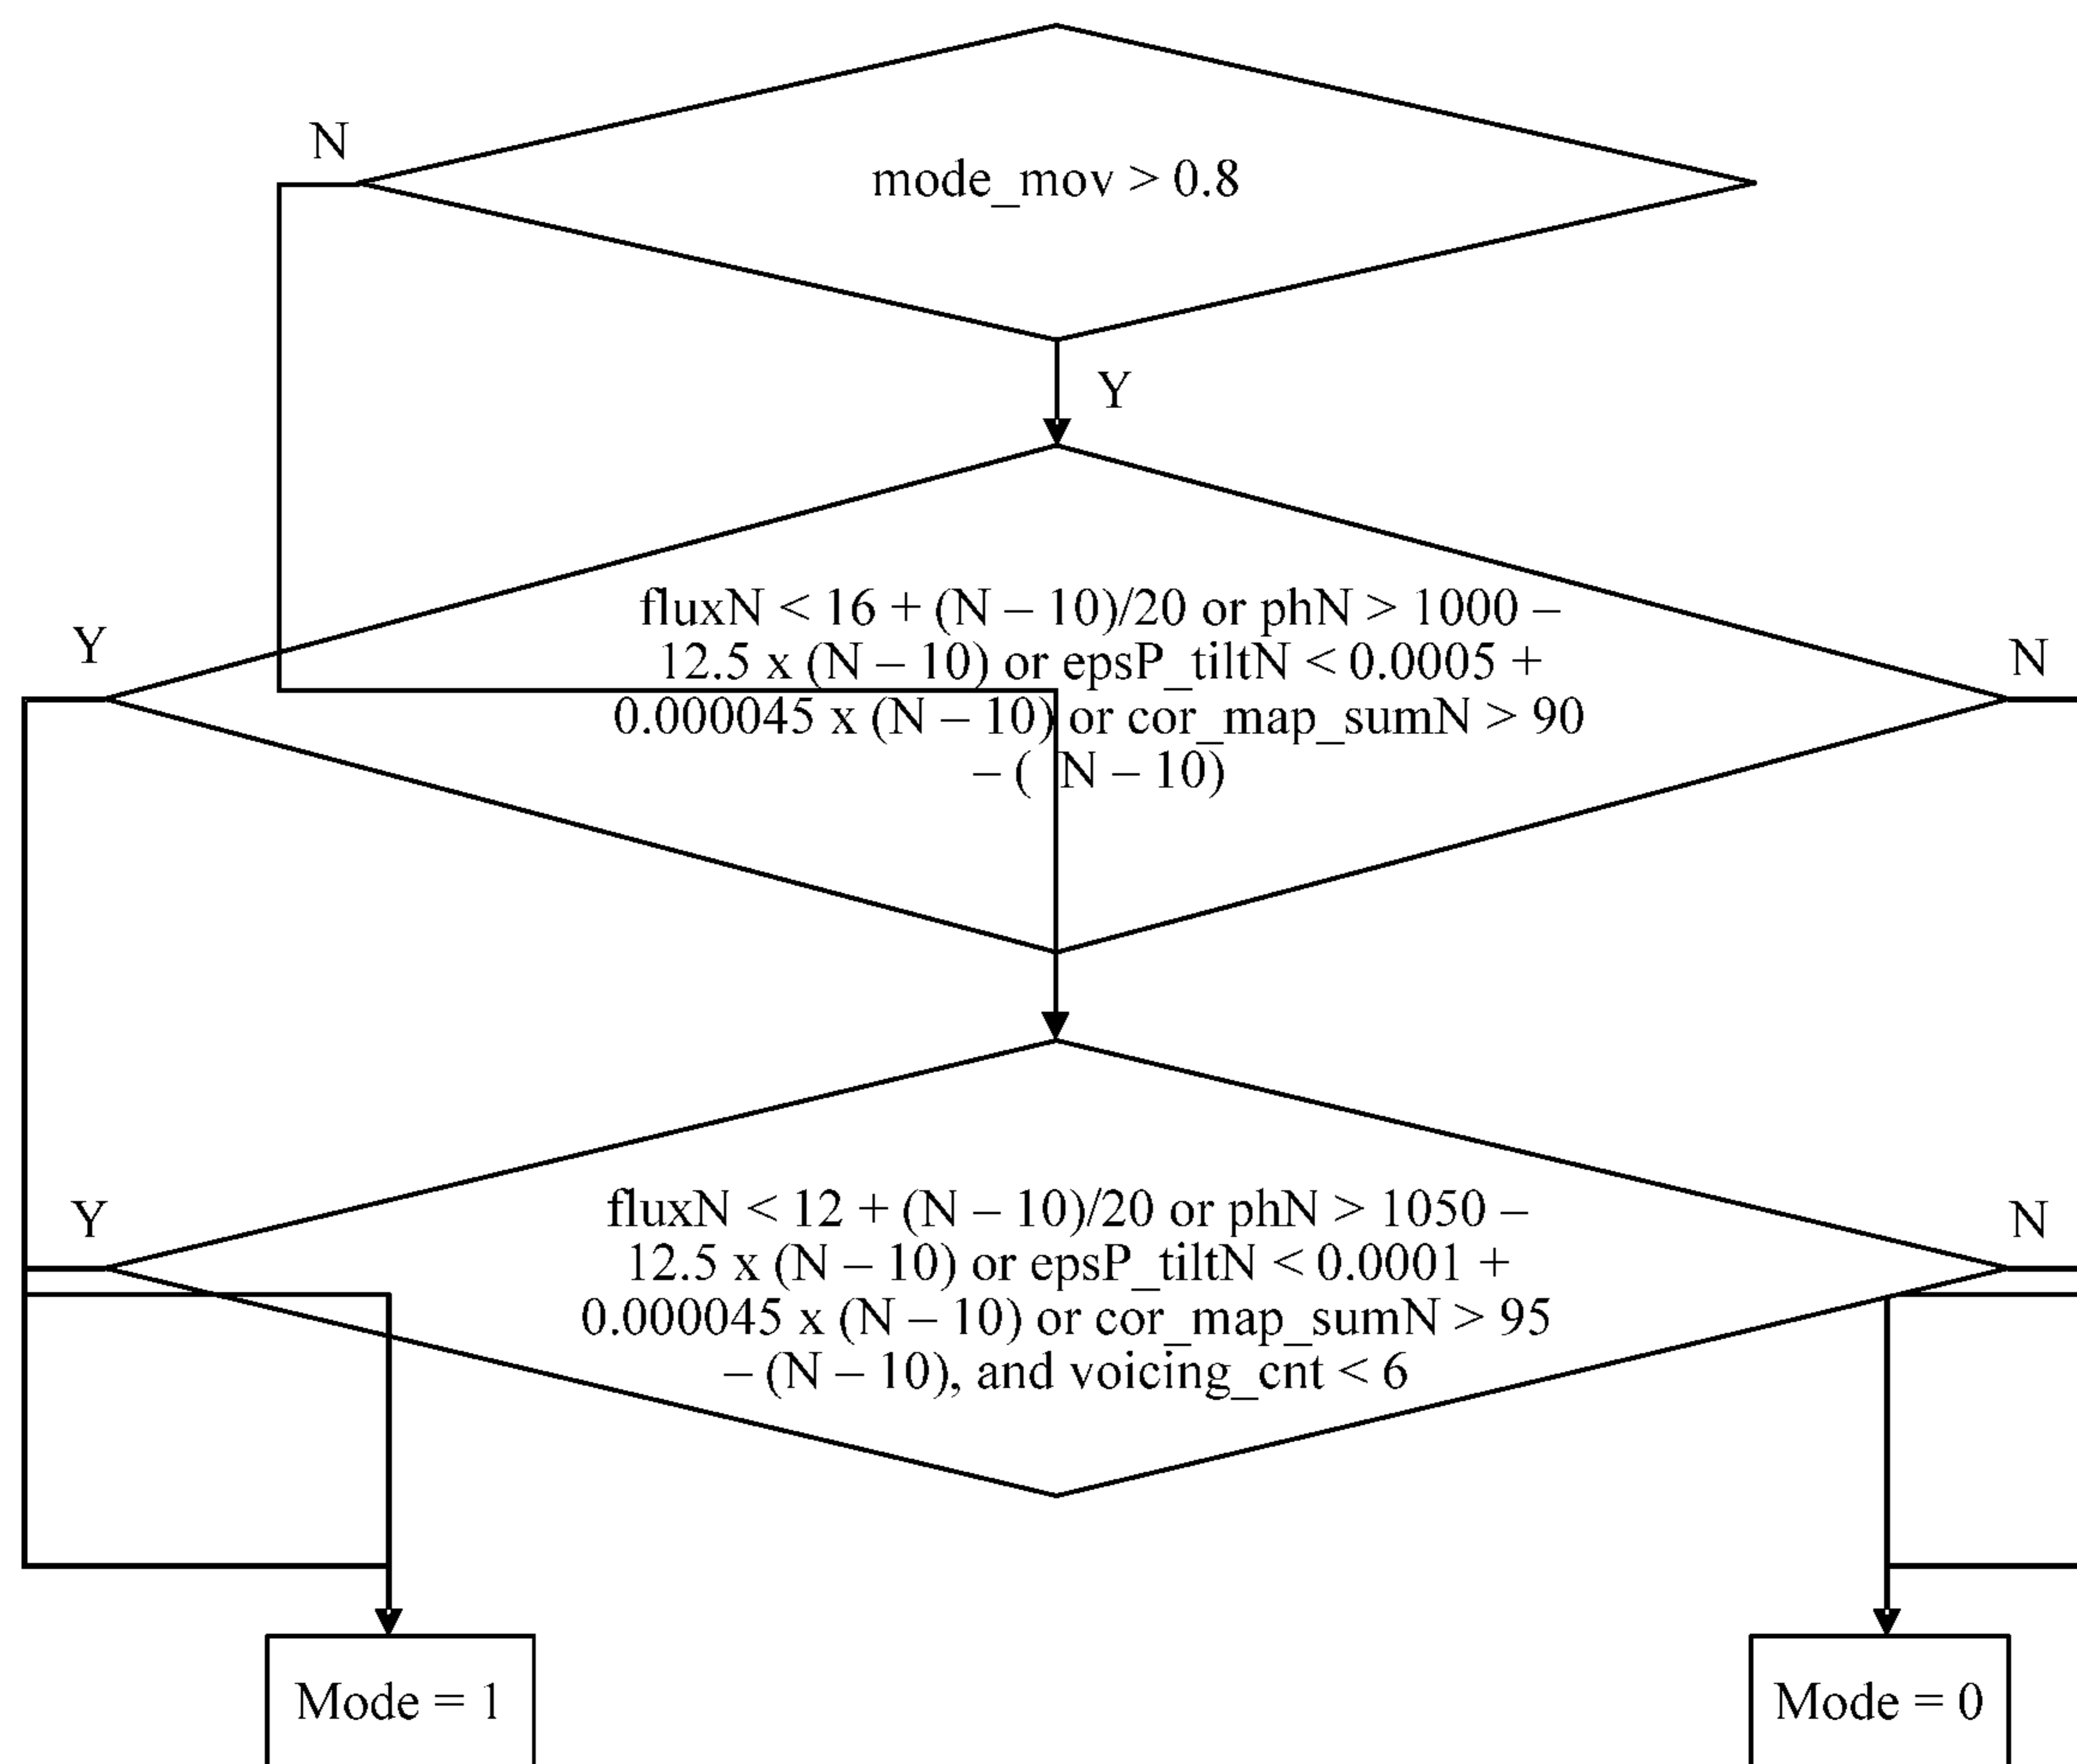 N
mode_mov > 0.8
Y
fluxN < 16 + (N – 10)/20 or phN > 1000 –
12.5 x (N – 10) or epsP_tiltN < 0.0005 +
0.000045 x (N – 10) or cor_map_sumN > 90
– ( N – 10)
Y
N
fluxN < 12 + (N – 10)/20 or phN > 1050 –
12.5 x (N – 10) or epsP_tiltN < 0.0001 +
0.000045 x (N – 10) or cor_map_sumN > 95
– (N – 10), and voicing_cnt < 6
Y
N
Mode = 1
Mode = 0